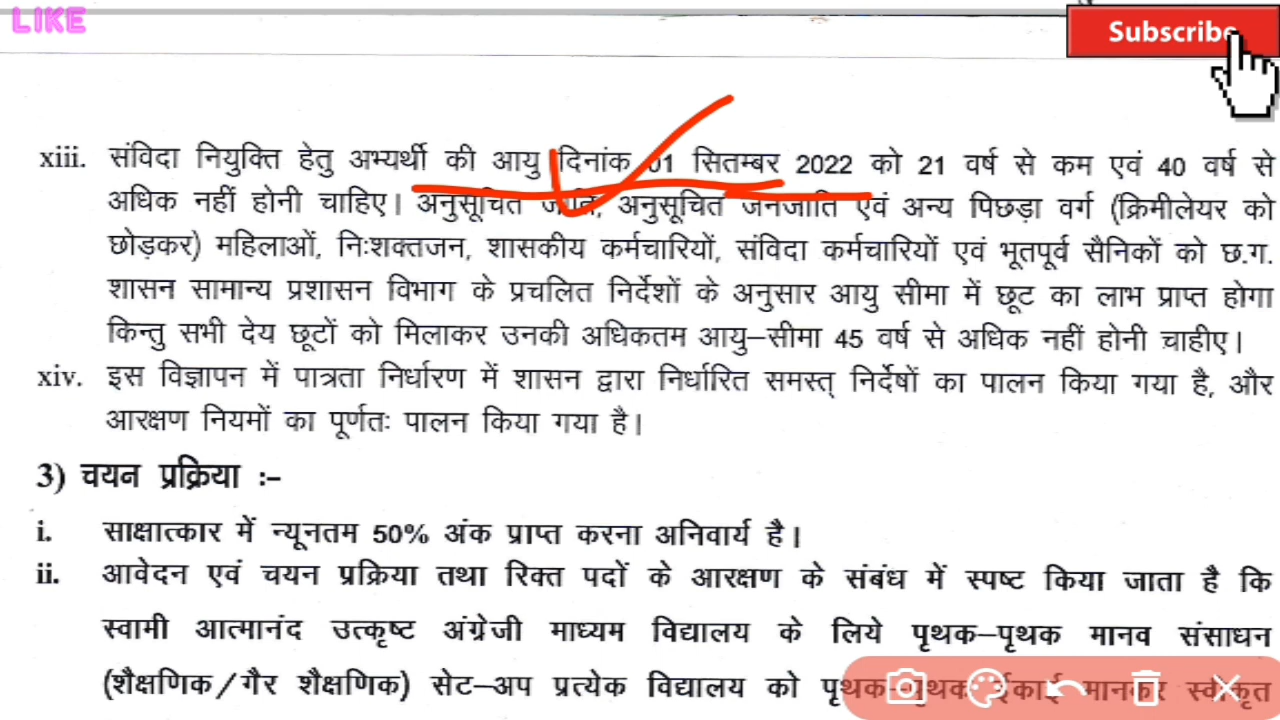 LIKE
Subscribe
xiii. संविदा नियुक्ति हेतु अभ्यर्थी की आयु दिनांक 01 सितम्बर 2022 को 21 वर्ष से कम एवं 40 वर्ष से
अधिक नहीं होनी चाहिए। अनुसूचित जाति, अनुसूचित जनजाति एवं अन्य पिछड़ा वर्ग (क्रिमीलेयर को
छोड़कर) महिलाओं, निःशक्तजन, शासकीय कर्मचारियों, संविदा कर्मचारियों एवं भूतपूर्व सैनिकों को छ.ग.
शासन सामान्य प्रशासन विभाग के प्रचलित निर्देशों के अनुसार आयु सीमा में छूट का लाभ प्राप्त होगा
किन्तु सभी देय छूटों को मिलाकर उनकी अधिकतम आयु–सीमा 45 वर्ष से अधिक नहीं होनी चाहीए।
xiv. इस विज्ञापन में पात्रता निर्धारण में शासन द्वारा निर्धारित समस्त् निर्देषों का पालन किया गया है, और
आरक्षण नियमों का पूर्णतः पालन किया गया है।
3) चयन प्रक्रिया :–
i. साक्षात्कार में न्यूनतम 50% अंक प्राप्त करना अनिवार्य है।
ii. आवेदन एवं चयन प्रक्रिया तथा रिक्त पदों के आरक्षण के संबंध में स्पष्ट किया जाता है कि
स्वामी आत्मानंद उत्कृष्ट अंग्रेजी माध्यम विद्यालय के लिये पृथक–पृथक मानव संसाधन
(शैक्षणिक/गैर शैक्षणिक) सेट–अप प्रत्येक विद्यालय को पृथक–पृथक ईकाई मानकर स्वीकृत